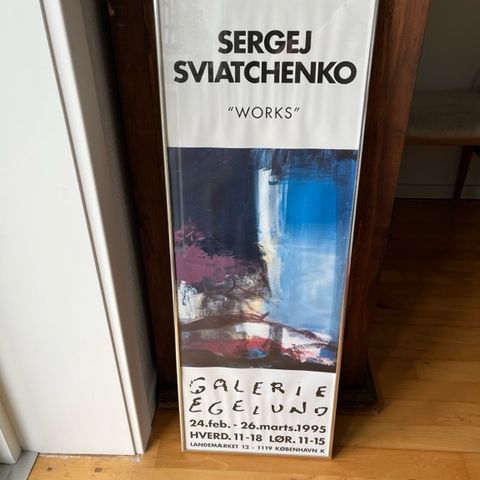 SERGEJ
SVIATCHENKO
"WORKS"
GALERIE
EGELUND
24.feb. - 26.marts.1995
HVERD. 11-18 LØR. 11-15
LANDEMÆRKET 12 - 1119 KØBENHAVN K